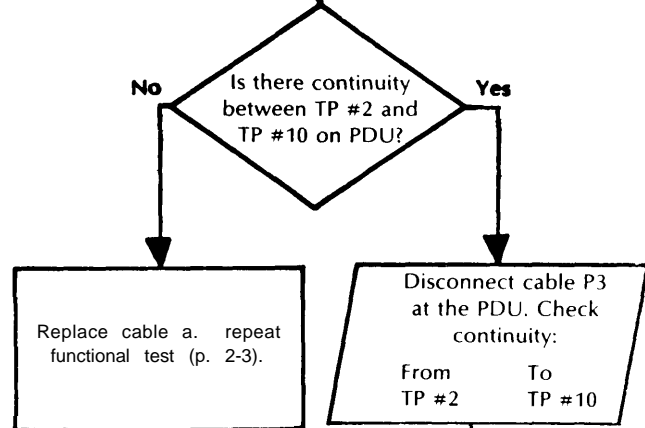 No
Is there continuity
between TP #2 and
TP #10 on PDU?
Yes
Replace cable a. repeat
functional test (p. 2-3).
Disconnect cable P3
at the PDU. Check
continuity:
From To
TP #2 TP #10